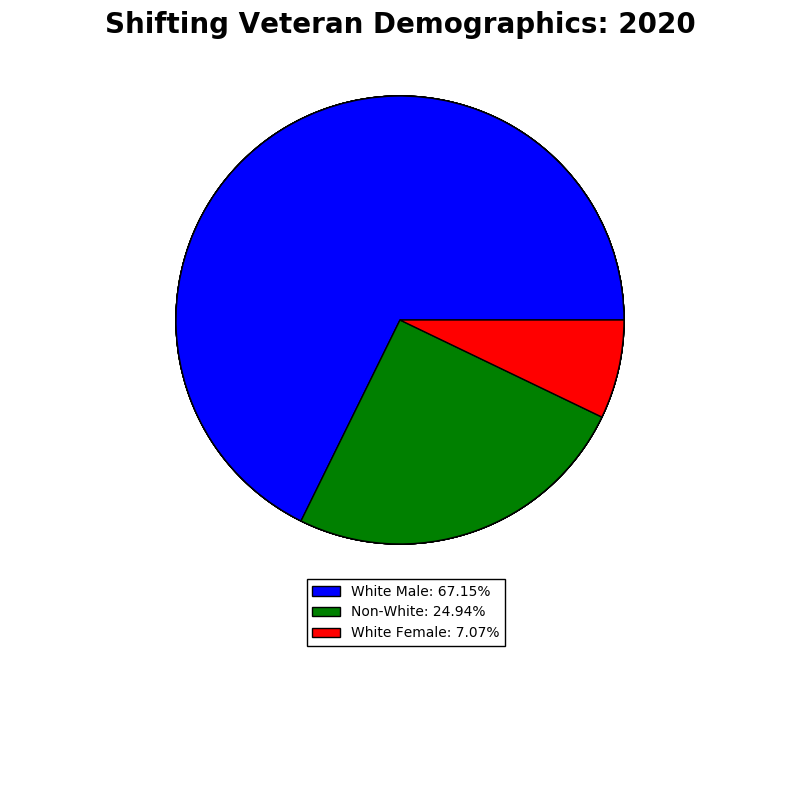 Shifting Veteran Demographics: 2020
White Male: 67.15%
Non-White: 24.94%
White Female: 7.07%